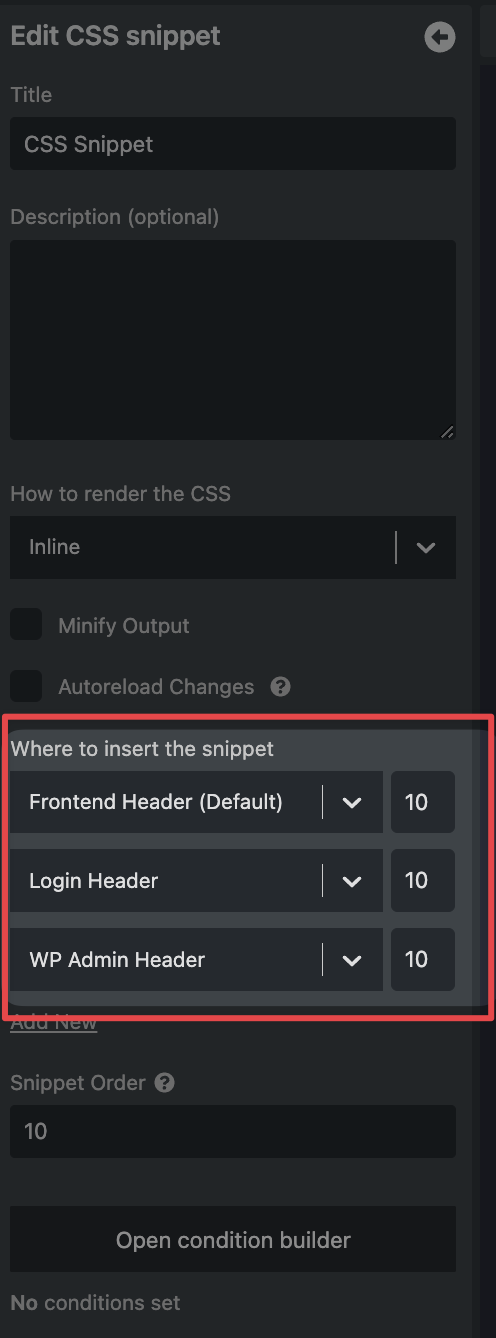 Edit CSS snippet
Title
CSS Snippet
Description (optional)
How to render the CSS
Inline
Minify Output
Autoreload Changes ?
Where to insert the snippet
Frontend Header (Default) 10
Login Header 10
WP Admin Header 10
Add New
Snippet Order ?
10
Open condition builder
No conditions set